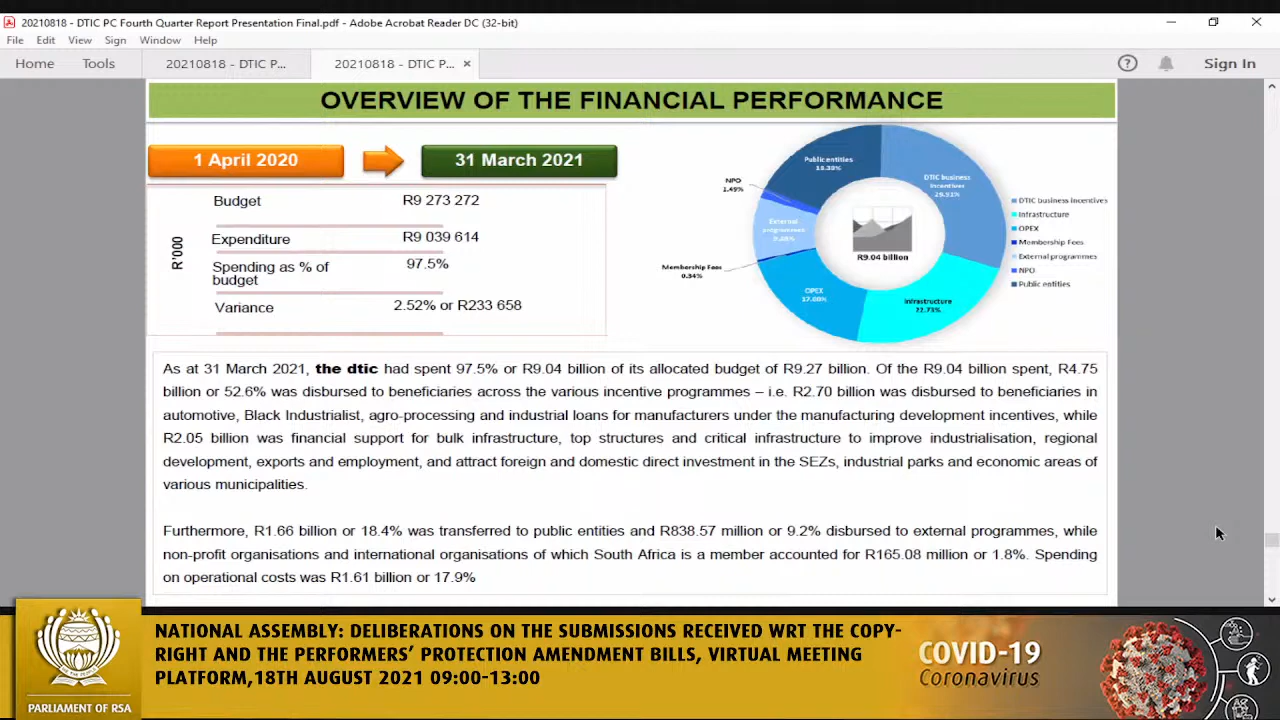 20210818 - DTIC PC Fourth Quarter Report Presentation Final.pdf - Adobe Acrobat Reader DC (32-bit)
File Edit View Sign Window Help
Home Tools 20210818 - DTIC P... 20210818 - DTIC P... × Sign In
OVERVIEW OF THE FINANCIAL PERFORMANCE
1 April 2020 31 March 2021
R'000
Budget R9 273 272
Expenditure R9 039 614
Spending as % of
budget 97.5%
Variance 2.52% or R233 658
Public entities
18.38%
NPO
1.49%
DTIC business
incentives
External
programmes
Membership Fees
0.34%
R9.04 billion
OPEX
Infrastructure
22.73%
DTIC business incentives
Infrastructure
OPEX
Membership Fees
External programmes
NPO
Public entities
As at 31 March 2021, the dtic had spent 97.5% or R9.04 billion of its allocated budget of R9.27 billion. Of the R9.04 billion spent, R4.75
billion or 52.6% was disbursed to beneficiaries across the various incentive programmes – i.e. R2.70 billion was disbursed to beneficiaries in
automotive, Black Industrialist, agro-processing and industrial loans for manufacturers under the manufacturing development incentives, while
R2.05 billion was financial support for bulk infrastructure, top structures and critical infrastructure to improve industrialisation, regional
development, exports and employment, and attract foreign and domestic direct investment in the SEZs, industrial parks and economic areas of
various municipalities.
Furthermore, R1.66 billion or 18.4% was transferred to public entities and R838.57 million or 9.2% disbursed to external programmes, while
non-profit organisations and international organisations of which South Africa is a member accounted for R165.08 million or 1.8%. Spending
on operational costs was R1.61 billion or 17.9%
NATIONAL ASSEMBLY: DELIBERATIONS ON THE SUBMISSIONS RECEIVED WRT THE COPY-
RIGHT AND THE PERFORMERS' PROTECTION AMENDMENT BILLS, VIRTUAL MEETING
PLATFORM,18TH AUGUST 2021 09:00-13:00
PARLIAMENT OF RSA
COVID-19
Coronavirus